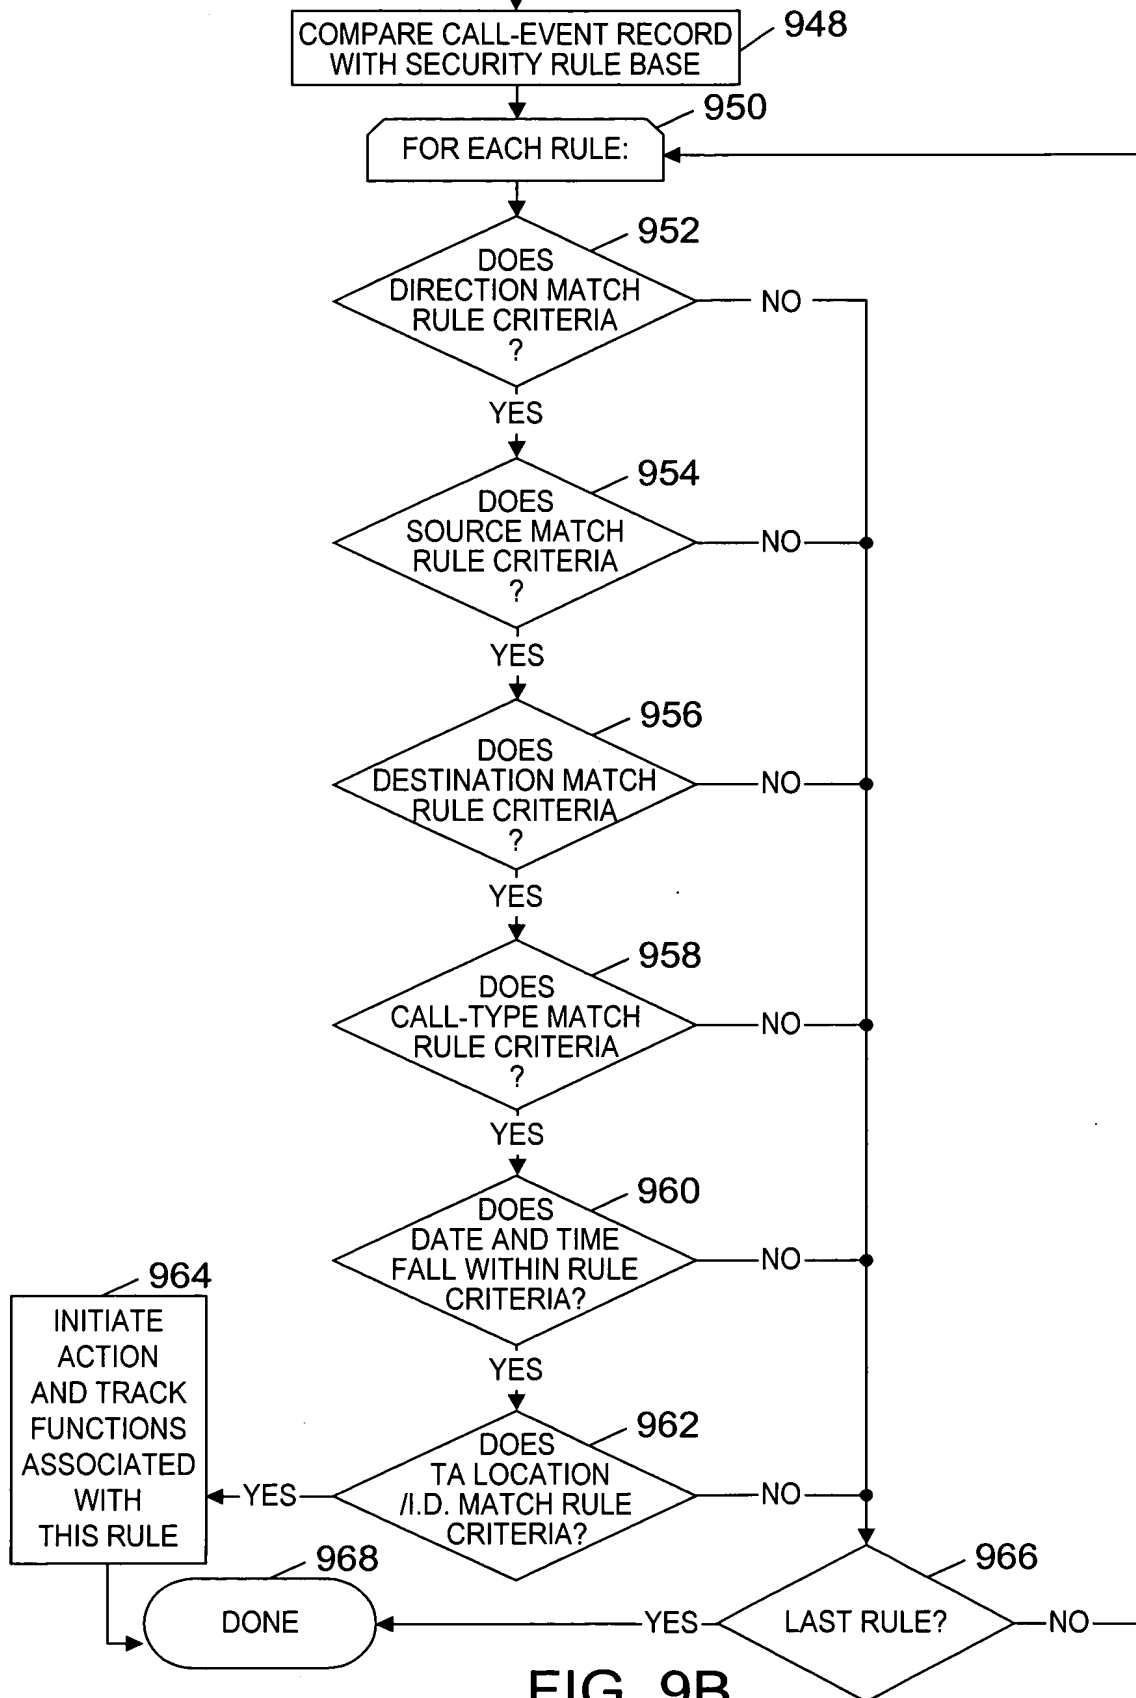 COMPARE CALL-EVENT RECORD
WITH SECURITY RULE BASE
948
950
FOR EACH RULE:
952
DOES
DIRECTION MATCH
RULE CRITERIA
?
NO
YES
954
DOES
SOURCE MATCH
RULE CRITERIA
?
NO
YES
956
DOES
DESTINATION MATCH
RULE CRITERIA
?
NO
YES
958
DOES
CALL-TYPE MATCH
RULE CRITERIA
?
NO
YES
960
DOES
DATE AND TIME
FALL WITHIN RULE
CRITERIA?
NO
YES
962
DOES
TA LOCATION
/I.D. MATCH RULE
CRITERIA?
NO
YES
964
INITIATE
ACTION
AND TRACK
FUNCTIONS
ASSOCIATED
WITH
THIS RULE
966
LAST RULE?
NO
YES
968
DONE
FIG. 9B